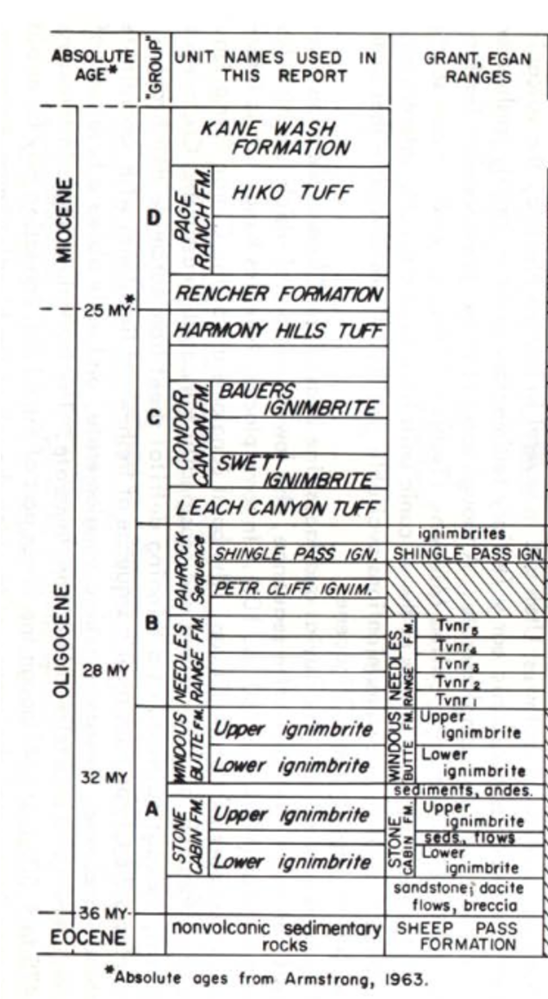 ABSOLUTE
AGE*
"GROUP"
UNIT NAMES USED IN
THIS REPORT
GRANT, EGAN
RANGES
MIOCENE
25 MY*
OLIGOCENE
28 MY
32 MY
36 MY
EOCENE
D
KANE WASH
FORMATION
PAGE
RANCH FM.
HIKO TUFF
RENCHER FORMATION
C
HARMONY HILLS TUFF
CONDOR
CANYON FM.
BAUERS
IGNIMBRITE
SWETT
IGNIMBRITE
LEACH CANYON TUFF
B
PAHROCK
Sequence
SHINGLE PASS IGN.
PETR. CLIFF IGNIM.
NEEDLES
RANGE FM.
A
WINDOUS
BUTTE FM.
Upper ignimbrite
Lower ignimbrite
STONE
CABIN FM.
Upper ignimbrite
Lower ignimbrite
nonvolcanic sedimentary
rocks
ignimbrites
SHINGLE PASS IGN
NEEDLES
RANGE FM.
Tvnr5
Tvnr4
Tvnr3
Tvnr2
Tvnr1
WINDOUS
BUTTE FM.
Upper
ignimbrite
Lower
ignimbrite
sediments, andes.
STONE
CABIN FM.
Upper
ignimbrite
seds., flows
Lower
ignimbrite
sandstone; dacite
flows, breccia
SHEEP PASS
FORMATION
*Absolute ages from Armstrong, 1963.